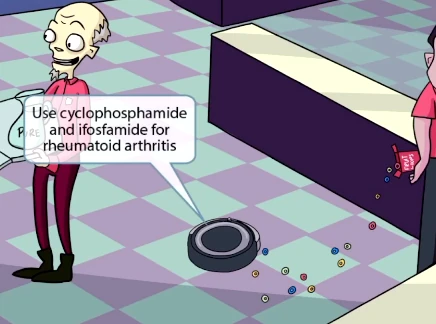 Use cyclophosphamide
and ifosfamide for
rheumatoid arthritis